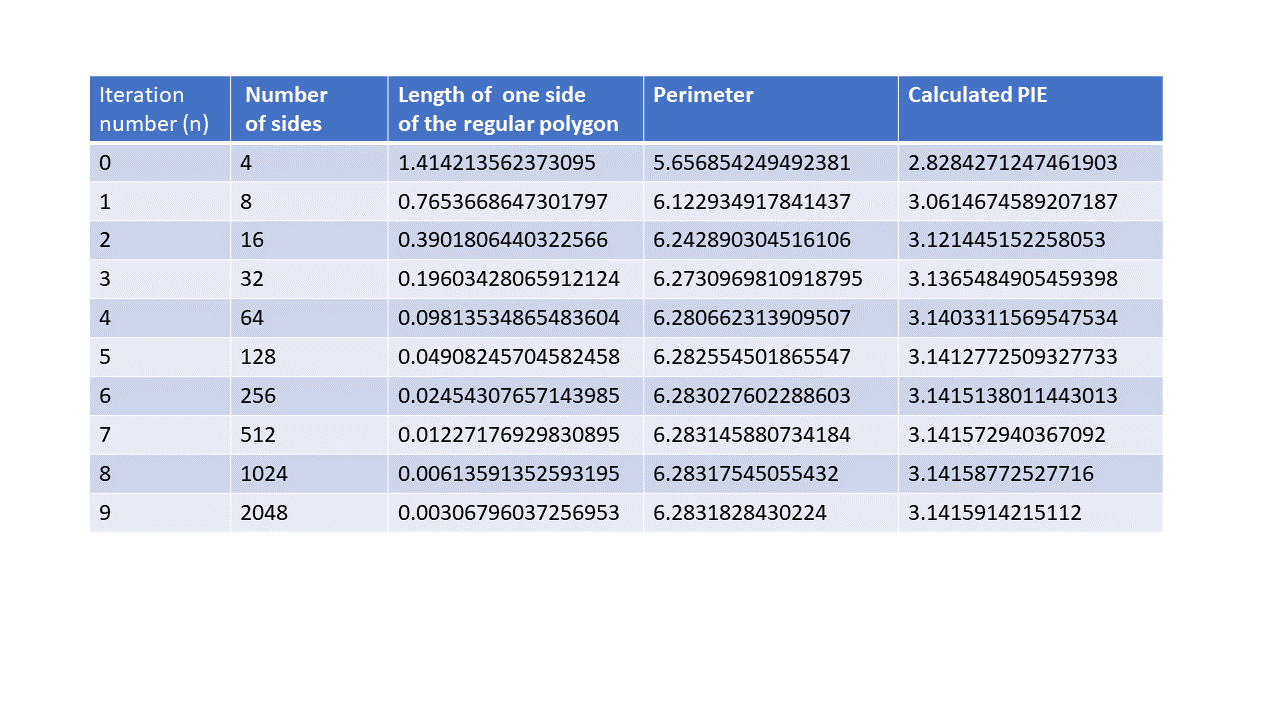 Iteration number (n) Number of sides Length of  one side of the regular polygon Perimeter Calculated PIE
0 4 1.414213562373095 5.656854249492381 2.8284271247461903
1 8 0.7653668647301797 6.122934917841437 3.0614674589207187
2 16 0.3901806440322566 6.242890304516106 3.121445152258053
3 32 0.19603428065912124 6.2730969810918795 3.1365484905459398
4 64 0.09813534865483604 6.280662313909507 3.1403311569547534
5 128 0.04908245704582458 6.282554501865547 3.1412772509327733
6 256 0.02454307657143985 6.283027602288603 3.1415138011443013
7 512 0.01227176929830895 6.283145880734184 3.141572940367092
8 1024 0.00613591352593195 6.28317545055432 3.14158772527716
9 2048 0.00306796037256953 6.2831828430224 3.1415914215112